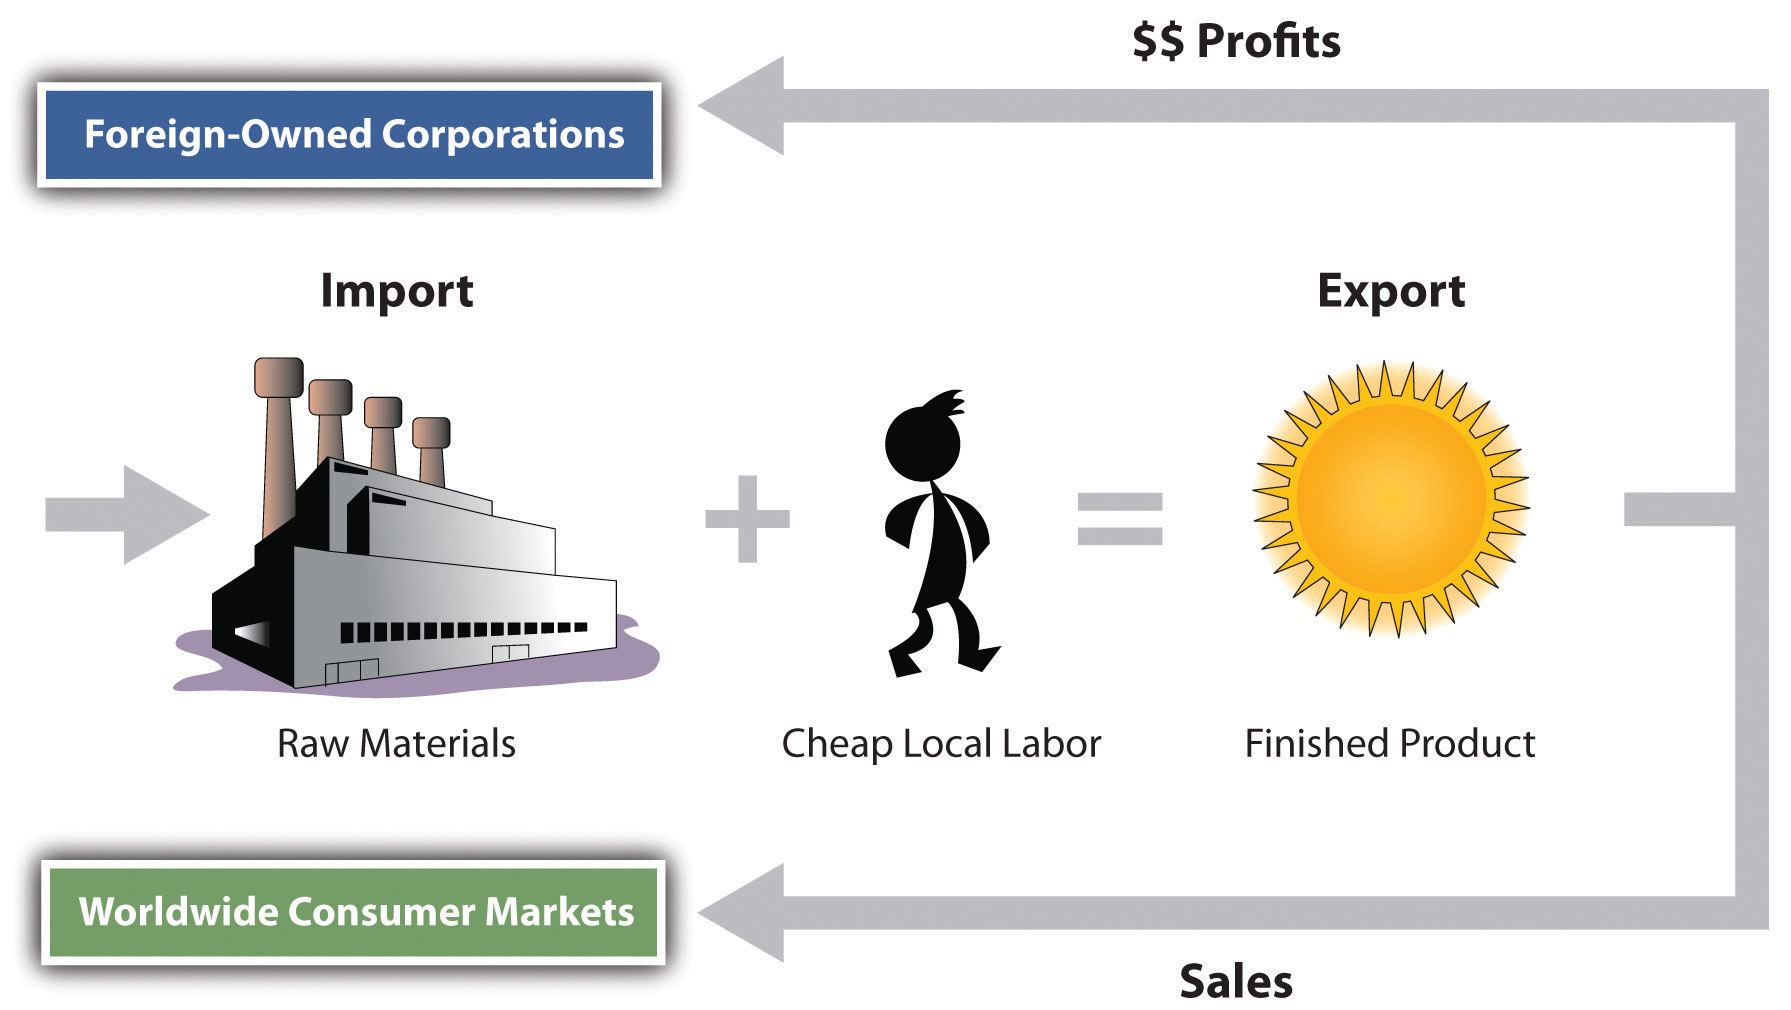 $$ Profits
Foreign-Owned Corporations
Import
Export
Raw Materials
Cheap Local Labor
Finished Product
Worldwide Consumer Markets
Sales